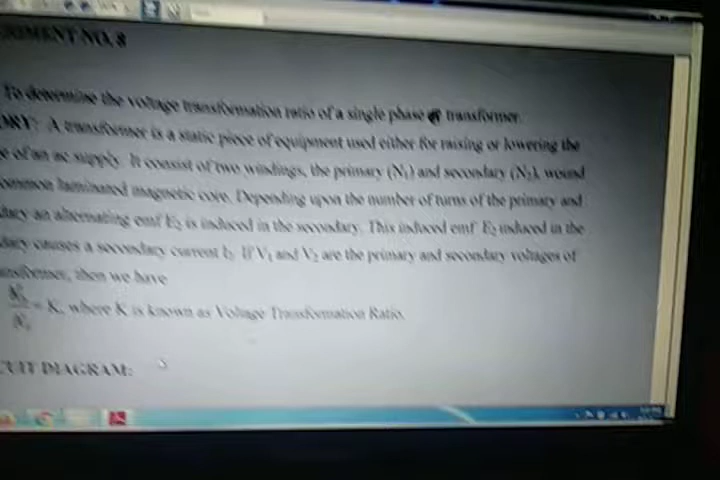 NO. 8
To determine the voltage transformation ratio of a single phase transformer.
A transformer is a static piece of equipment used either for raising or lowering the
of an ac supply. It consist of two windings, the primary (N₁) and secondary (N₂), wound
common laminated magnetic core. Depending upon the number of turns of the primary and
an alternating emf E₂ is induced in the secondary. This induced emf E₂ induced in the
causes a secondary current I₂. If V₁ and V₂ are the primary and secondary voltages of
then we have
= K, where K is known as Voltage Transformation Ratio.
DIAGRAM: